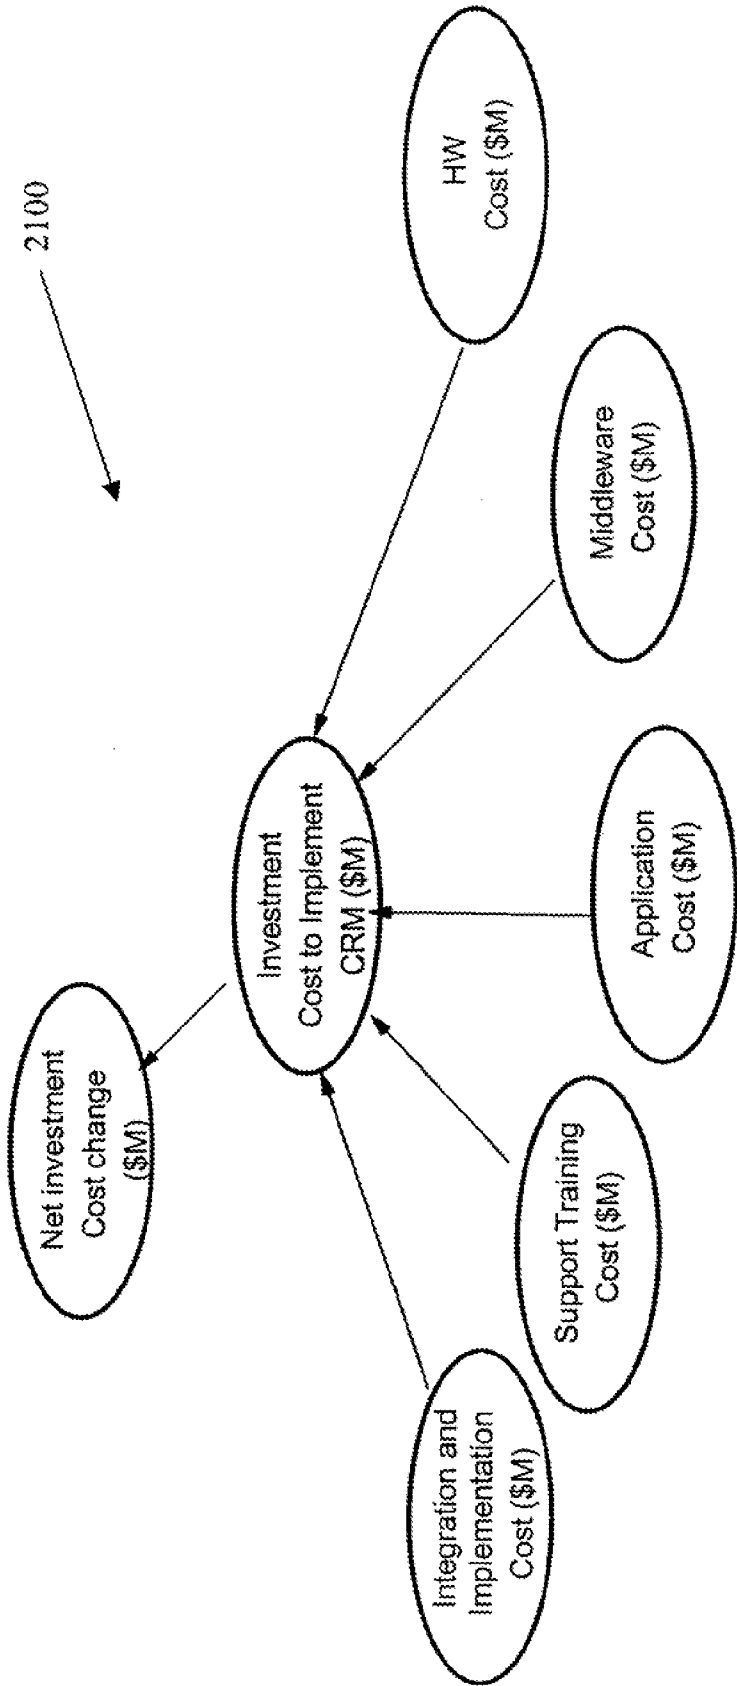 2100
Net investment
Cost change
($M)
Investment
Cost to Implement
CRM ($M)
Integration and
Implementation
Cost ($M)
Support Training
Cost ($M)
Application
Cost ($M)
Middleware
Cost ($M)
HW
Cost ($M)